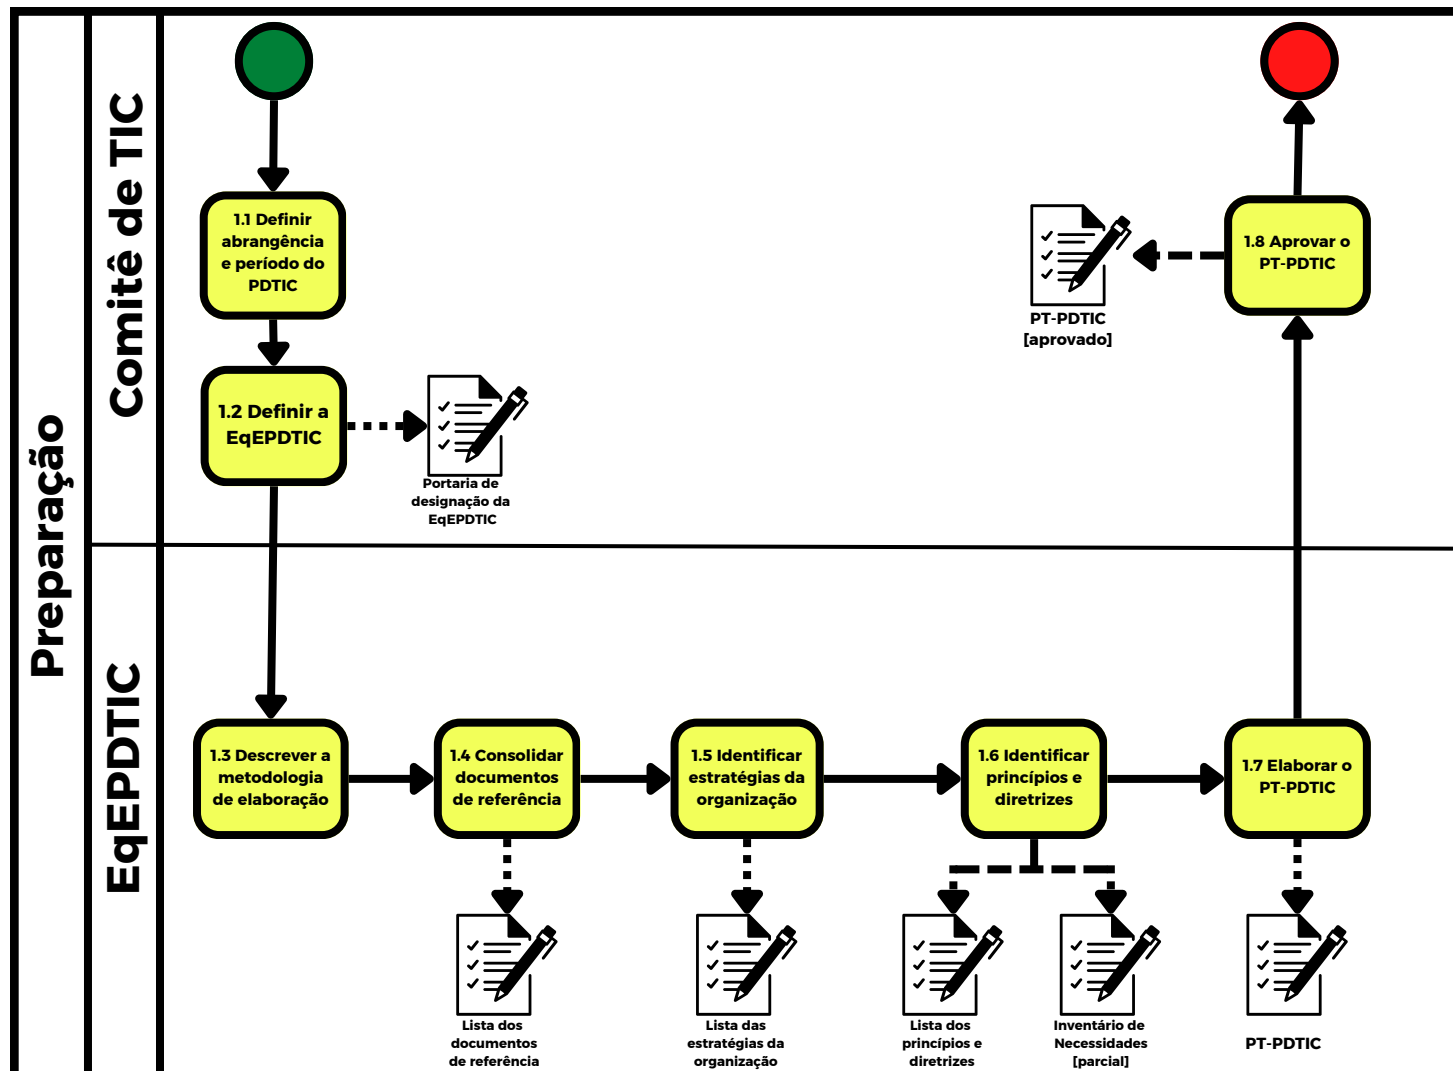 Preparação
Comitê de TIC
1.1 Definir
abrangência
e período do
PDTIC
1.2 Definir a
EqEPDTIC
Portaria de
designação da
EqEPDTIC
1.8 Aprovar o
PT-PDTIC
PT-PDTIC
[aprovado]
EqEPDTIC
1.3 Descrever a
metodologia
de elaboração
1.4 Consolidar
documentos
de referência
1.5 Identificar
estratégias da
organização
1.6 Identificar
princípios e
diretrizes
1.7 Elaborar o
PT-PDTIC
Lista dos
documentos
de referência
Lista das
estratégias da
organização
Lista dos
princípios e
diretrizes
Inventário de
Necessidades
[parcial]
PT-PDTIC